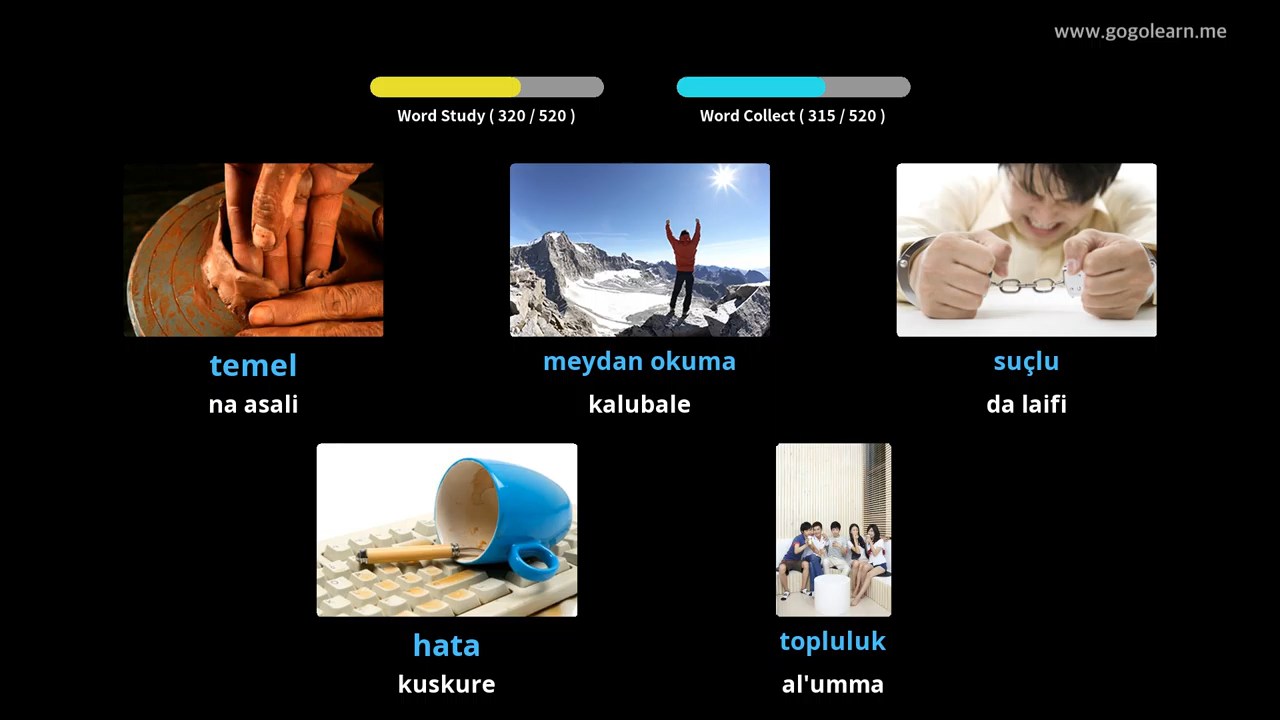 www.gogolearn.me
Word Study ( 320 / 520 )
Word Collect ( 315 / 520 )
temel
na asali
meydan okuma
kalubale
suçlu
da laifi
hata
kuskure
topluluk
al'umma